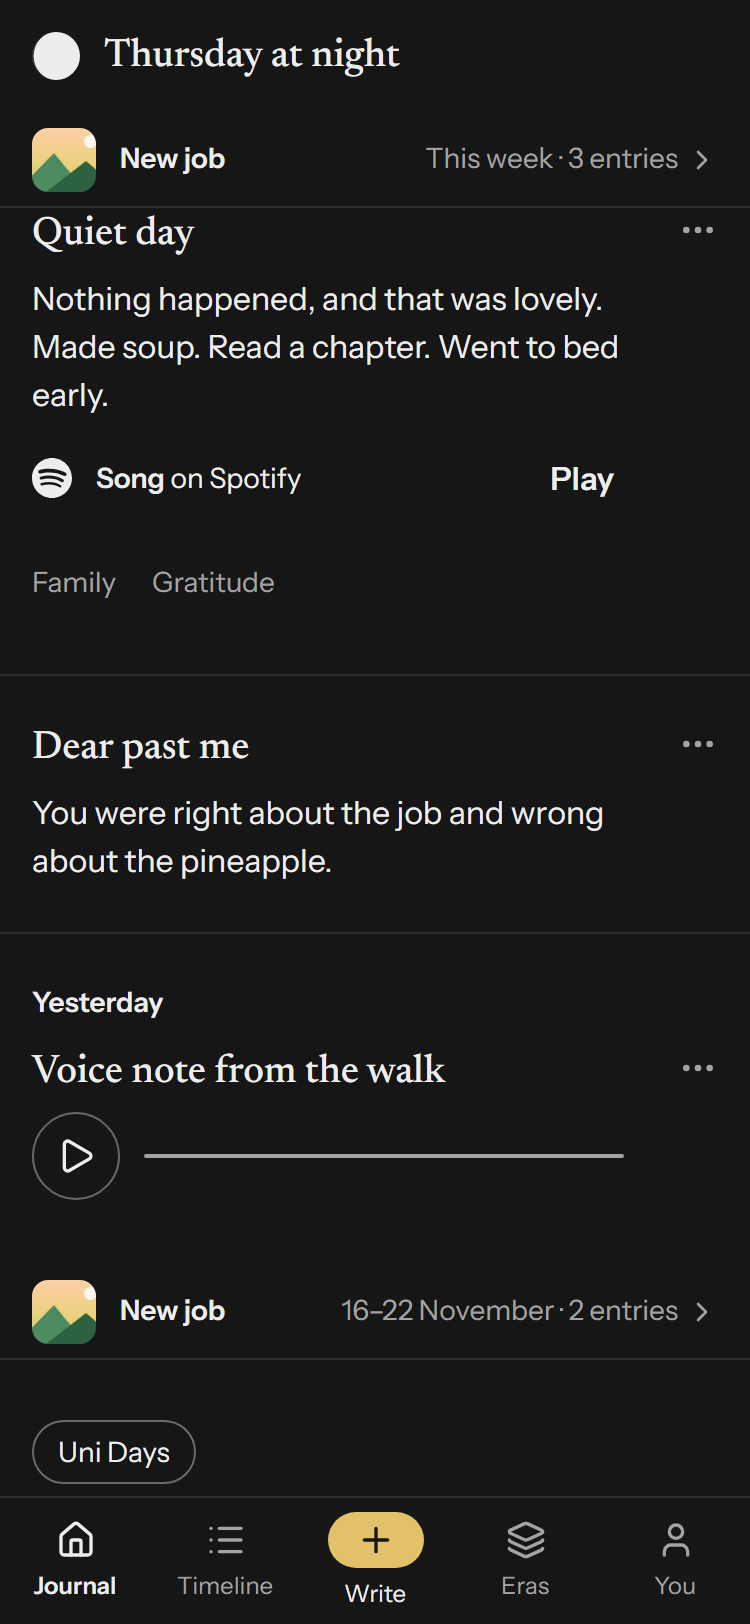 Thursday at night
New job
This week · 3 entries
Quiet day
Nothing happened, and that was lovely.
Made soup. Read a chapter. Went to bed
early.
Song on Spotify
Play
Family
Gratitude
Dear past me
You were right about the job and wrong
about the pineapple.
Yesterday
Voice note from the walk
New job
16–22 November · 2 entries
Uni Days
Journal
Timeline
Write
Eras
You